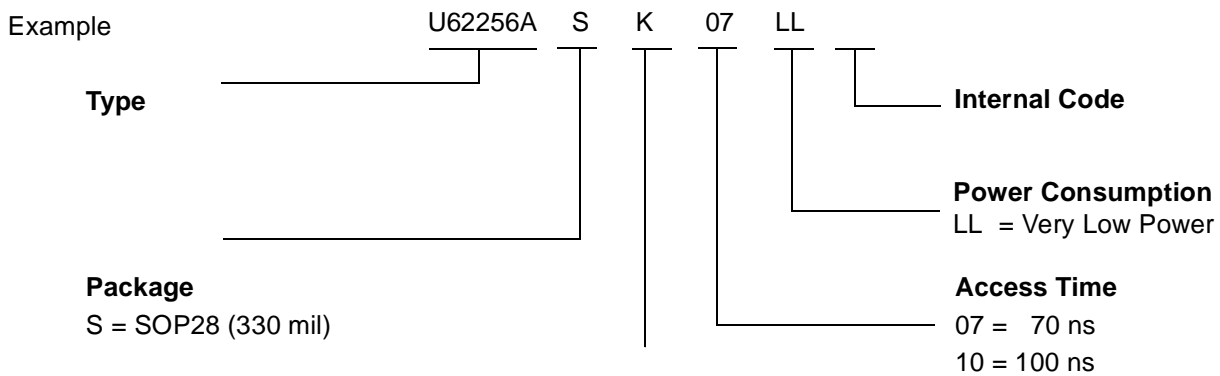 Example U62256A S K 07 LL
Type
Internal Code
Power Consumption
LL = Very Low Power
Package
S = SOP28 (330 mil)
Access Time
07 = 70 ns
10 = 100 ns